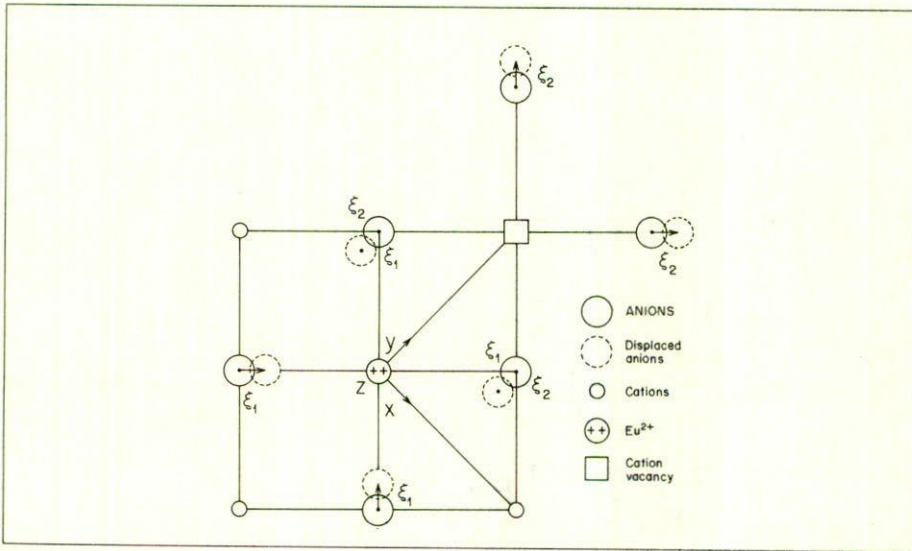 ξ2
ξ2
ξ1
ξ2
y
ξ1
++
z
x
ξ2
ξ1
ξ1
ANIONS
Displaced
anions
Cations
++ Eu2+
Cation
vacancy